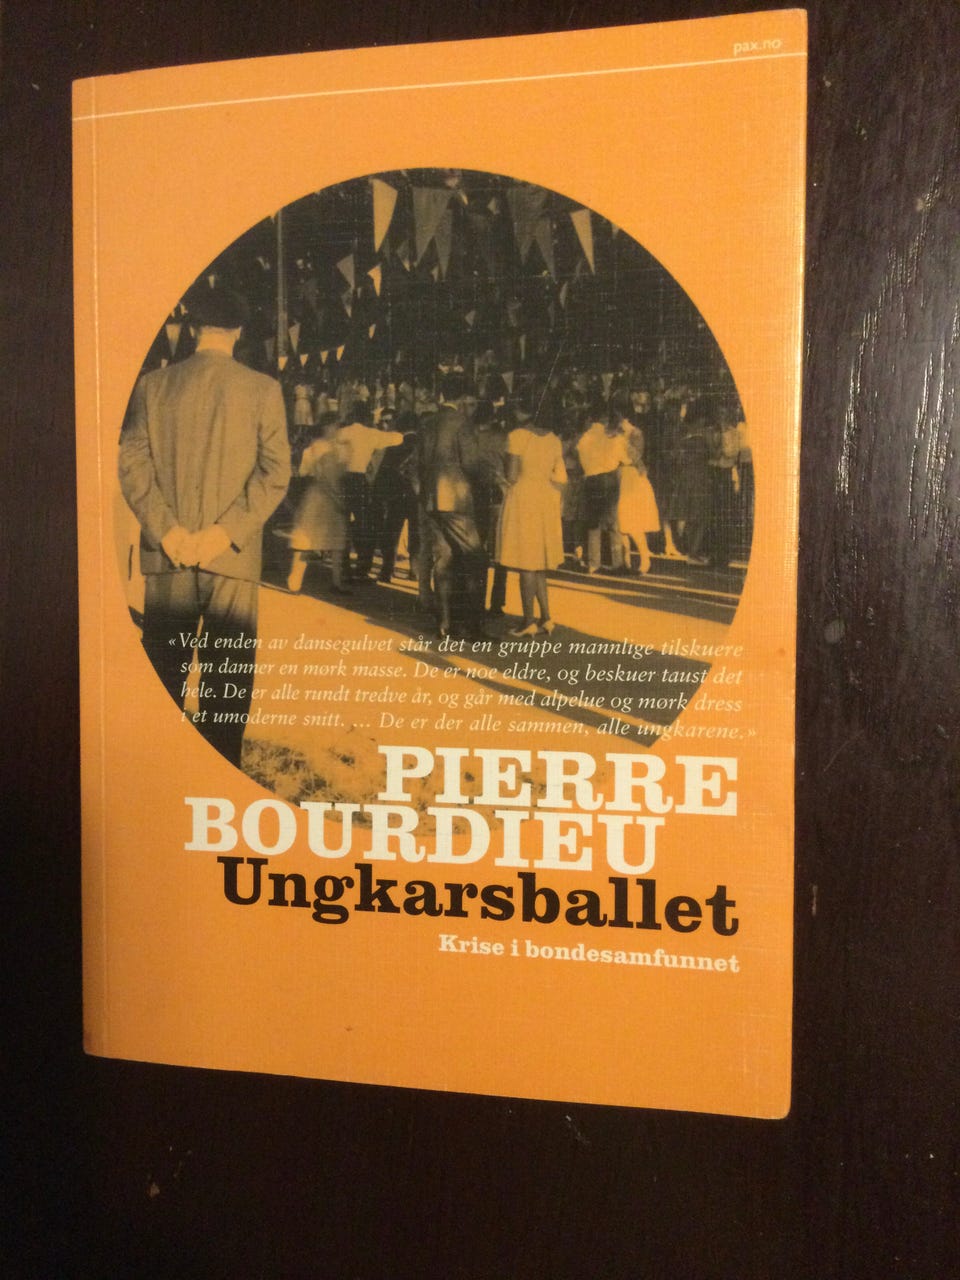 pax.no
«Ved enden av dansegulvet står det en gruppe mannlige tilskuere
som danner en mørk masse. De er noe eldre, og beskuer taust det
hele. De er alle rundt tredve år, og går med alpelue og mørk dress
i et umoderne snitt. ... De er der alle sammen, alle ungkarene.»
PIERRE
BOURDIEU
Ungkarsballet
Krise i bondesamfunnet